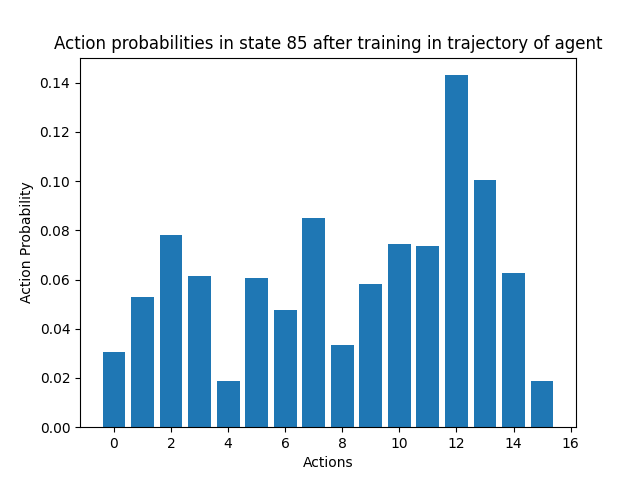 Action probabilities in state 85 after training in trajectory of agent
0.14
0.12
0.10
0.08
0.06
0.04
0.02
0.00
Action Probability
0 2 4 6 8 10 12 14 16
Actions